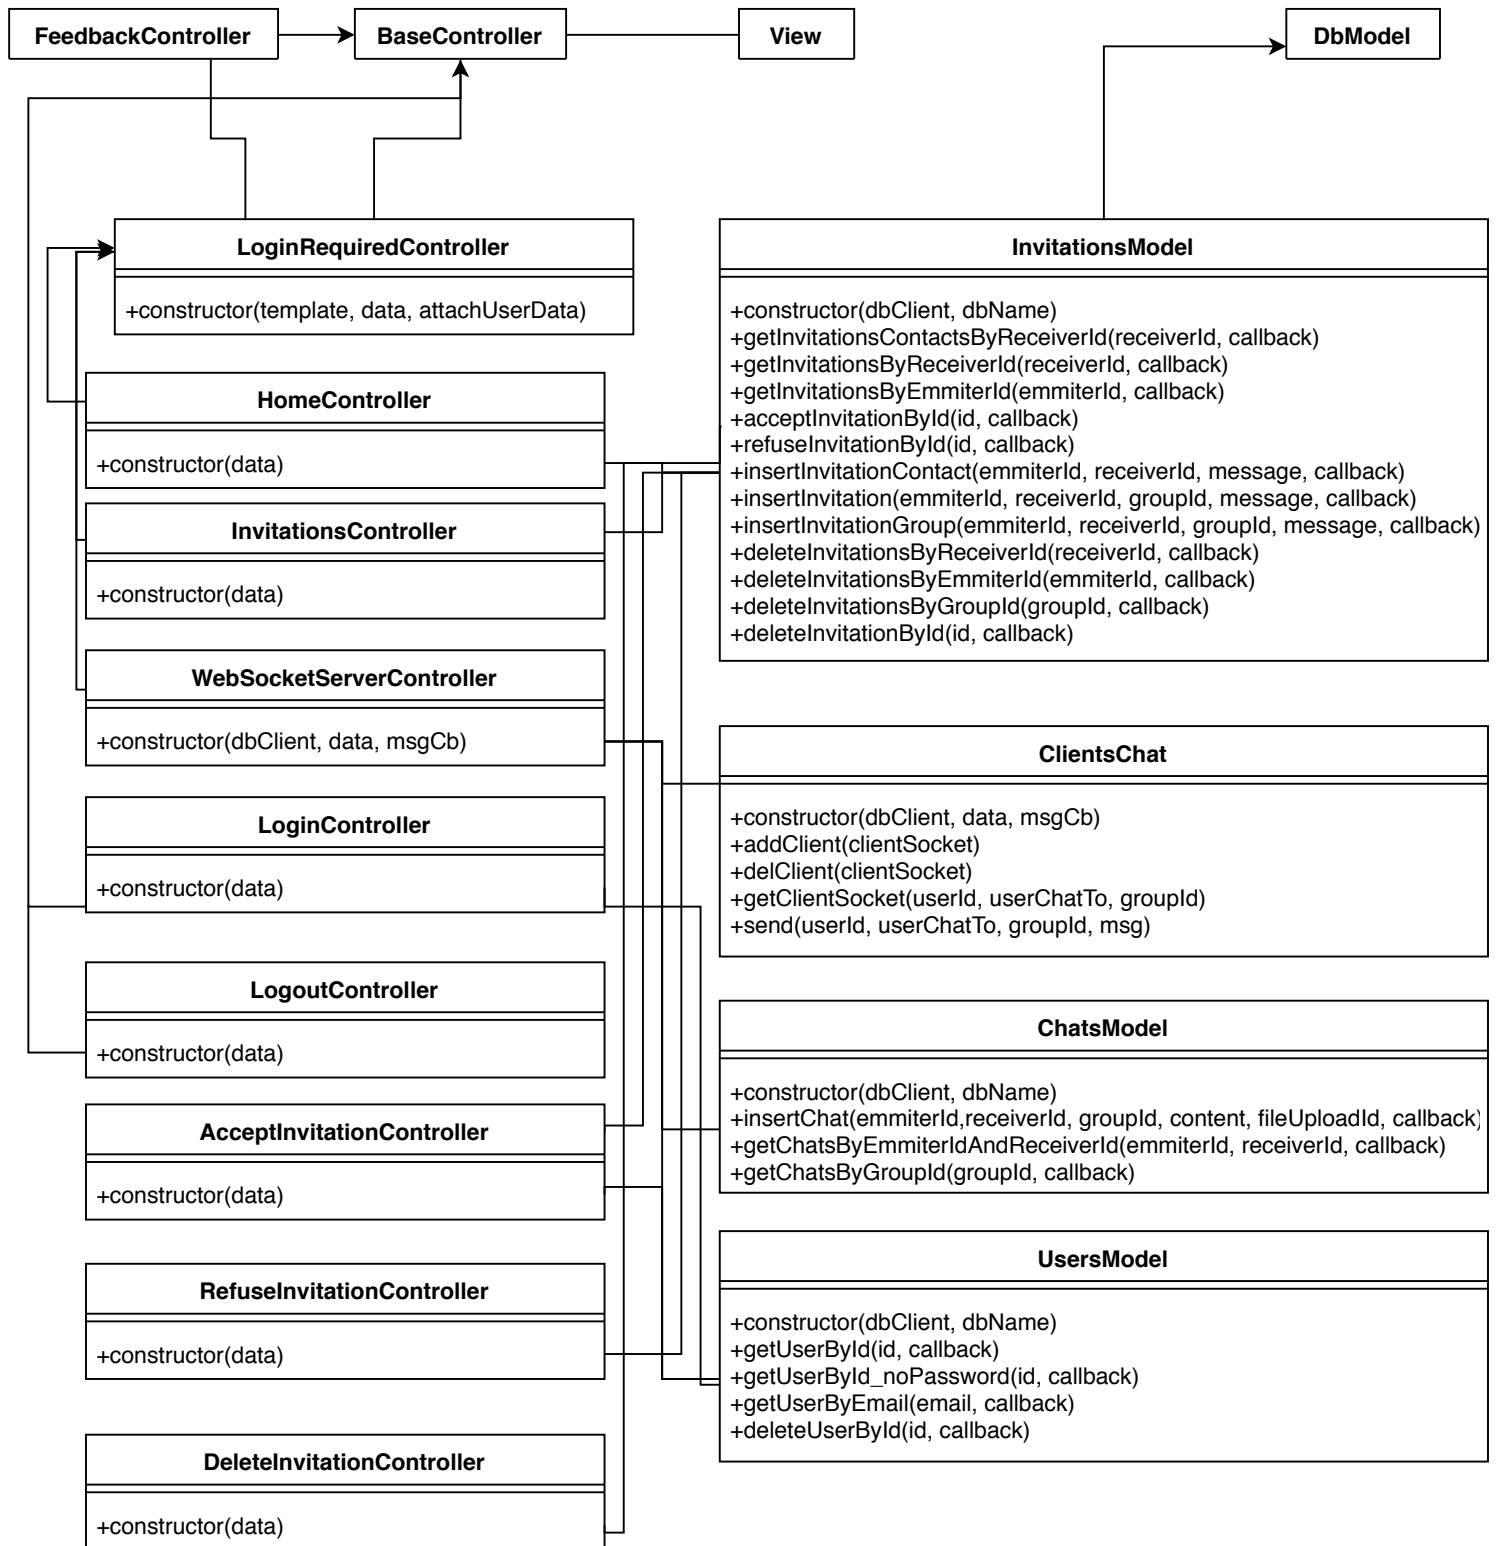 FeedbackController
BaseController
View
DbModel
LoginRequiredController
+constructor(template, data, attachUserData)
HomeController
+constructor(data)
InvitationsController
+constructor(data)
WebSocketServerController
+constructor(dbClient, data, msgCb)
LoginController
+constructor(data)
LogoutController
+constructor(data)
AcceptInvitationController
+constructor(data)
RefuseInvitationController
+constructor(data)
DeleteInvitationController
+constructor(data)
InvitationsModel
+constructor(dbClient, dbName)
+getInvitationsContactsByReceiverId(receiverId, callback)
+getInvitationsByReceiverId(receiverId, callback)
+getInvitationsByEmmiterId(emmiterId, callback)
+acceptInvitationById(id, callback)
+refuseInvitationById(id, callback)
+insertInvitationContact(emmiterId, receiverId, message, callback)
+insertInvitation(emmiterId, receiverId, groupId, message, callback)
+insertInvitationGroup(emmiterId, receiverId, groupId, message, callback)
+deleteInvitationsByReceiverId(receiverId, callback)
+deleteInvitationsByEmmiterId(emmiterId, callback)
+deleteInvitationsByGroupId(groupId, callback)
+deleteInvitationById(id, callback)
ClientsChat
+constructor(dbClient, data, msgCb)
+addClient(clientSocket)
+delClient(clientSocket)
+getClientSocket(userId, userChatTo, groupId)
+send(userId, userChatTo, groupId, msg)
ChatsModel
+constructor(dbClient, dbName)
+insertChat(emmiterId,receiverId, groupId, content, fileUploadId, callback)
+getChatsByEmmiterIdAndReceiverId(emmiterId, receiverId, callback)
+getChatsByGroupId(groupId, callback)
UsersModel
+constructor(dbClient, dbName)
+getUserById(id, callback)
+getUserById_noPassword(id, callback)
+getUserByEmail(email, callback)
+deleteUserById(id, callback)